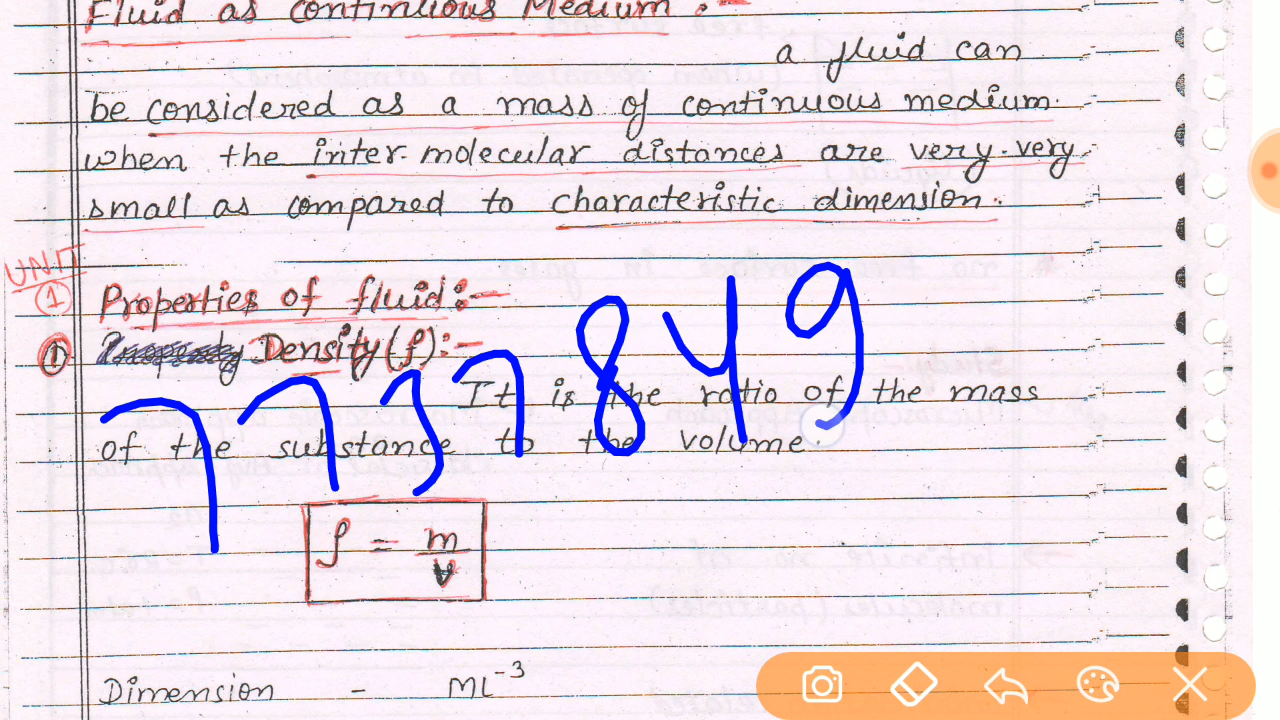 Fluid as continuous Medium :-
a fluid can
be considered as a mass of continuous medium.
when the inter-molecular distances are very-very
small as compared to characteristic dimension.
UNIT
1
Properties of fluid:-
1 Density (ρ):-
7737849
It is the ratio of the mass
of the substance to the volume.
ρ = m/v
Dimension - ML⁻³